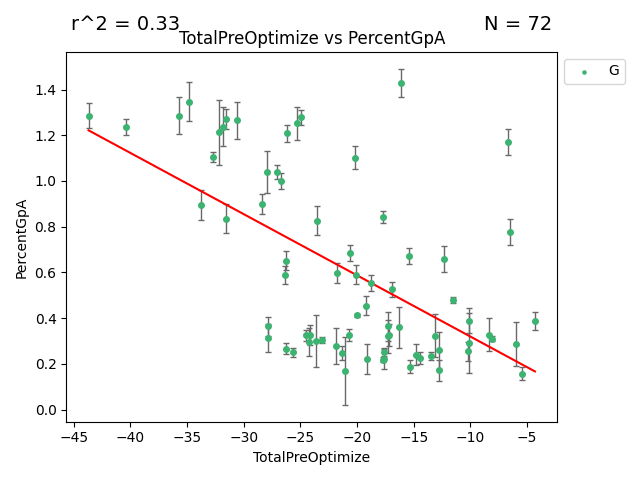 r^2 = 0.33
N = 72
TotalPreOptimize vs PercentGpA
G
PercentGpA
1.4
1.2
1.0
0.8
0.6
0.4
0.2
0.0
−45 −40 −35 −30 −25 −20 −15 −10 −5
TotalPreOptimize